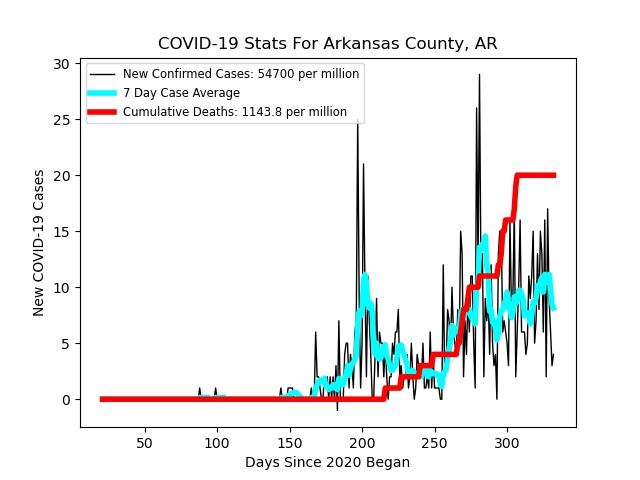 COVID-19 Stats For Arkansas County, AR
New Confirmed Cases: 54700 per million
7 Day Case Average
Cumulative Deaths: 1143.8 per million
30
25
20
15
10
5
0
New COVID-19 Cases
50
100
150
200
250
300
Days Since 2020 Began